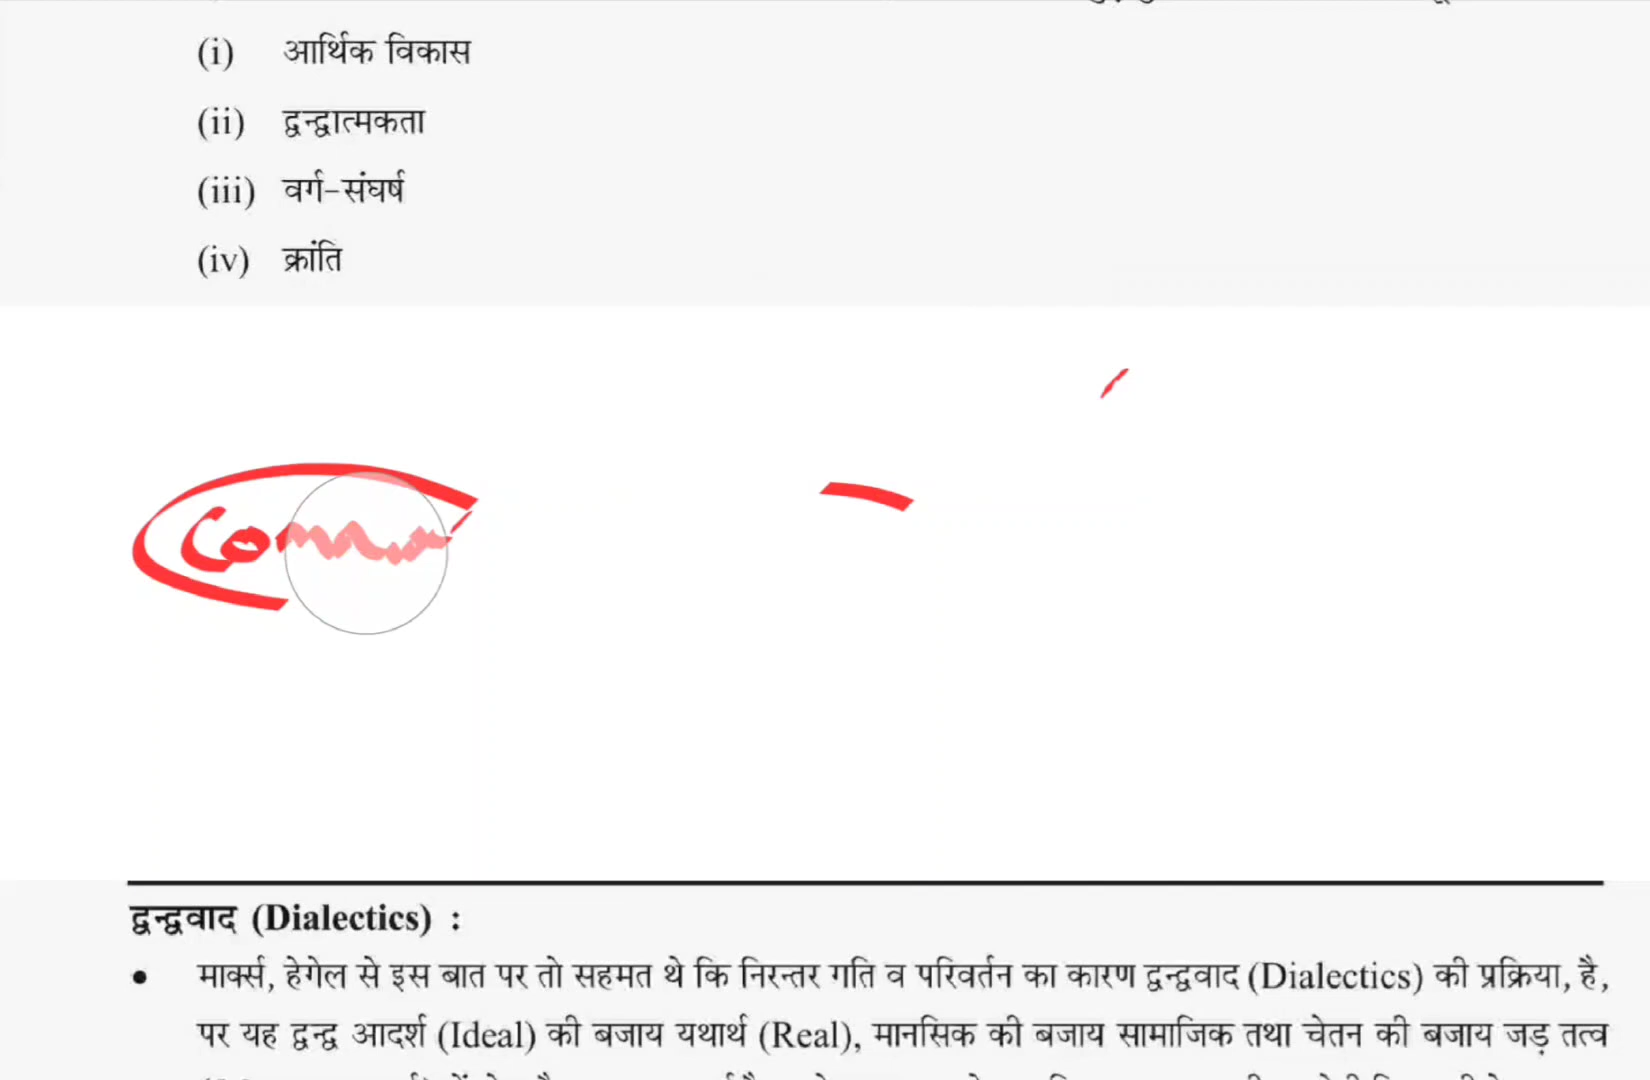 (i) आर्थिक विकास
(ii) द्वन्द्वात्मकता
(iii) वर्ग-संघर्ष
(iv) क्रांति
द्वन्द्ववाद (Dialectics) :
• मार्क्स, हेगेल से इस बात पर तो सहमत थे कि निरन्तर गति व परिवर्तन का कारण द्वन्द्ववाद (Dialectics) की प्रक्रिया, है,
पर यह द्वन्द्व आदर्श (Ideal) की बजाय यथार्थ (Real), मानसिक की बजाय सामाजिक तथा चेतन की बजाय जड़ तत्व